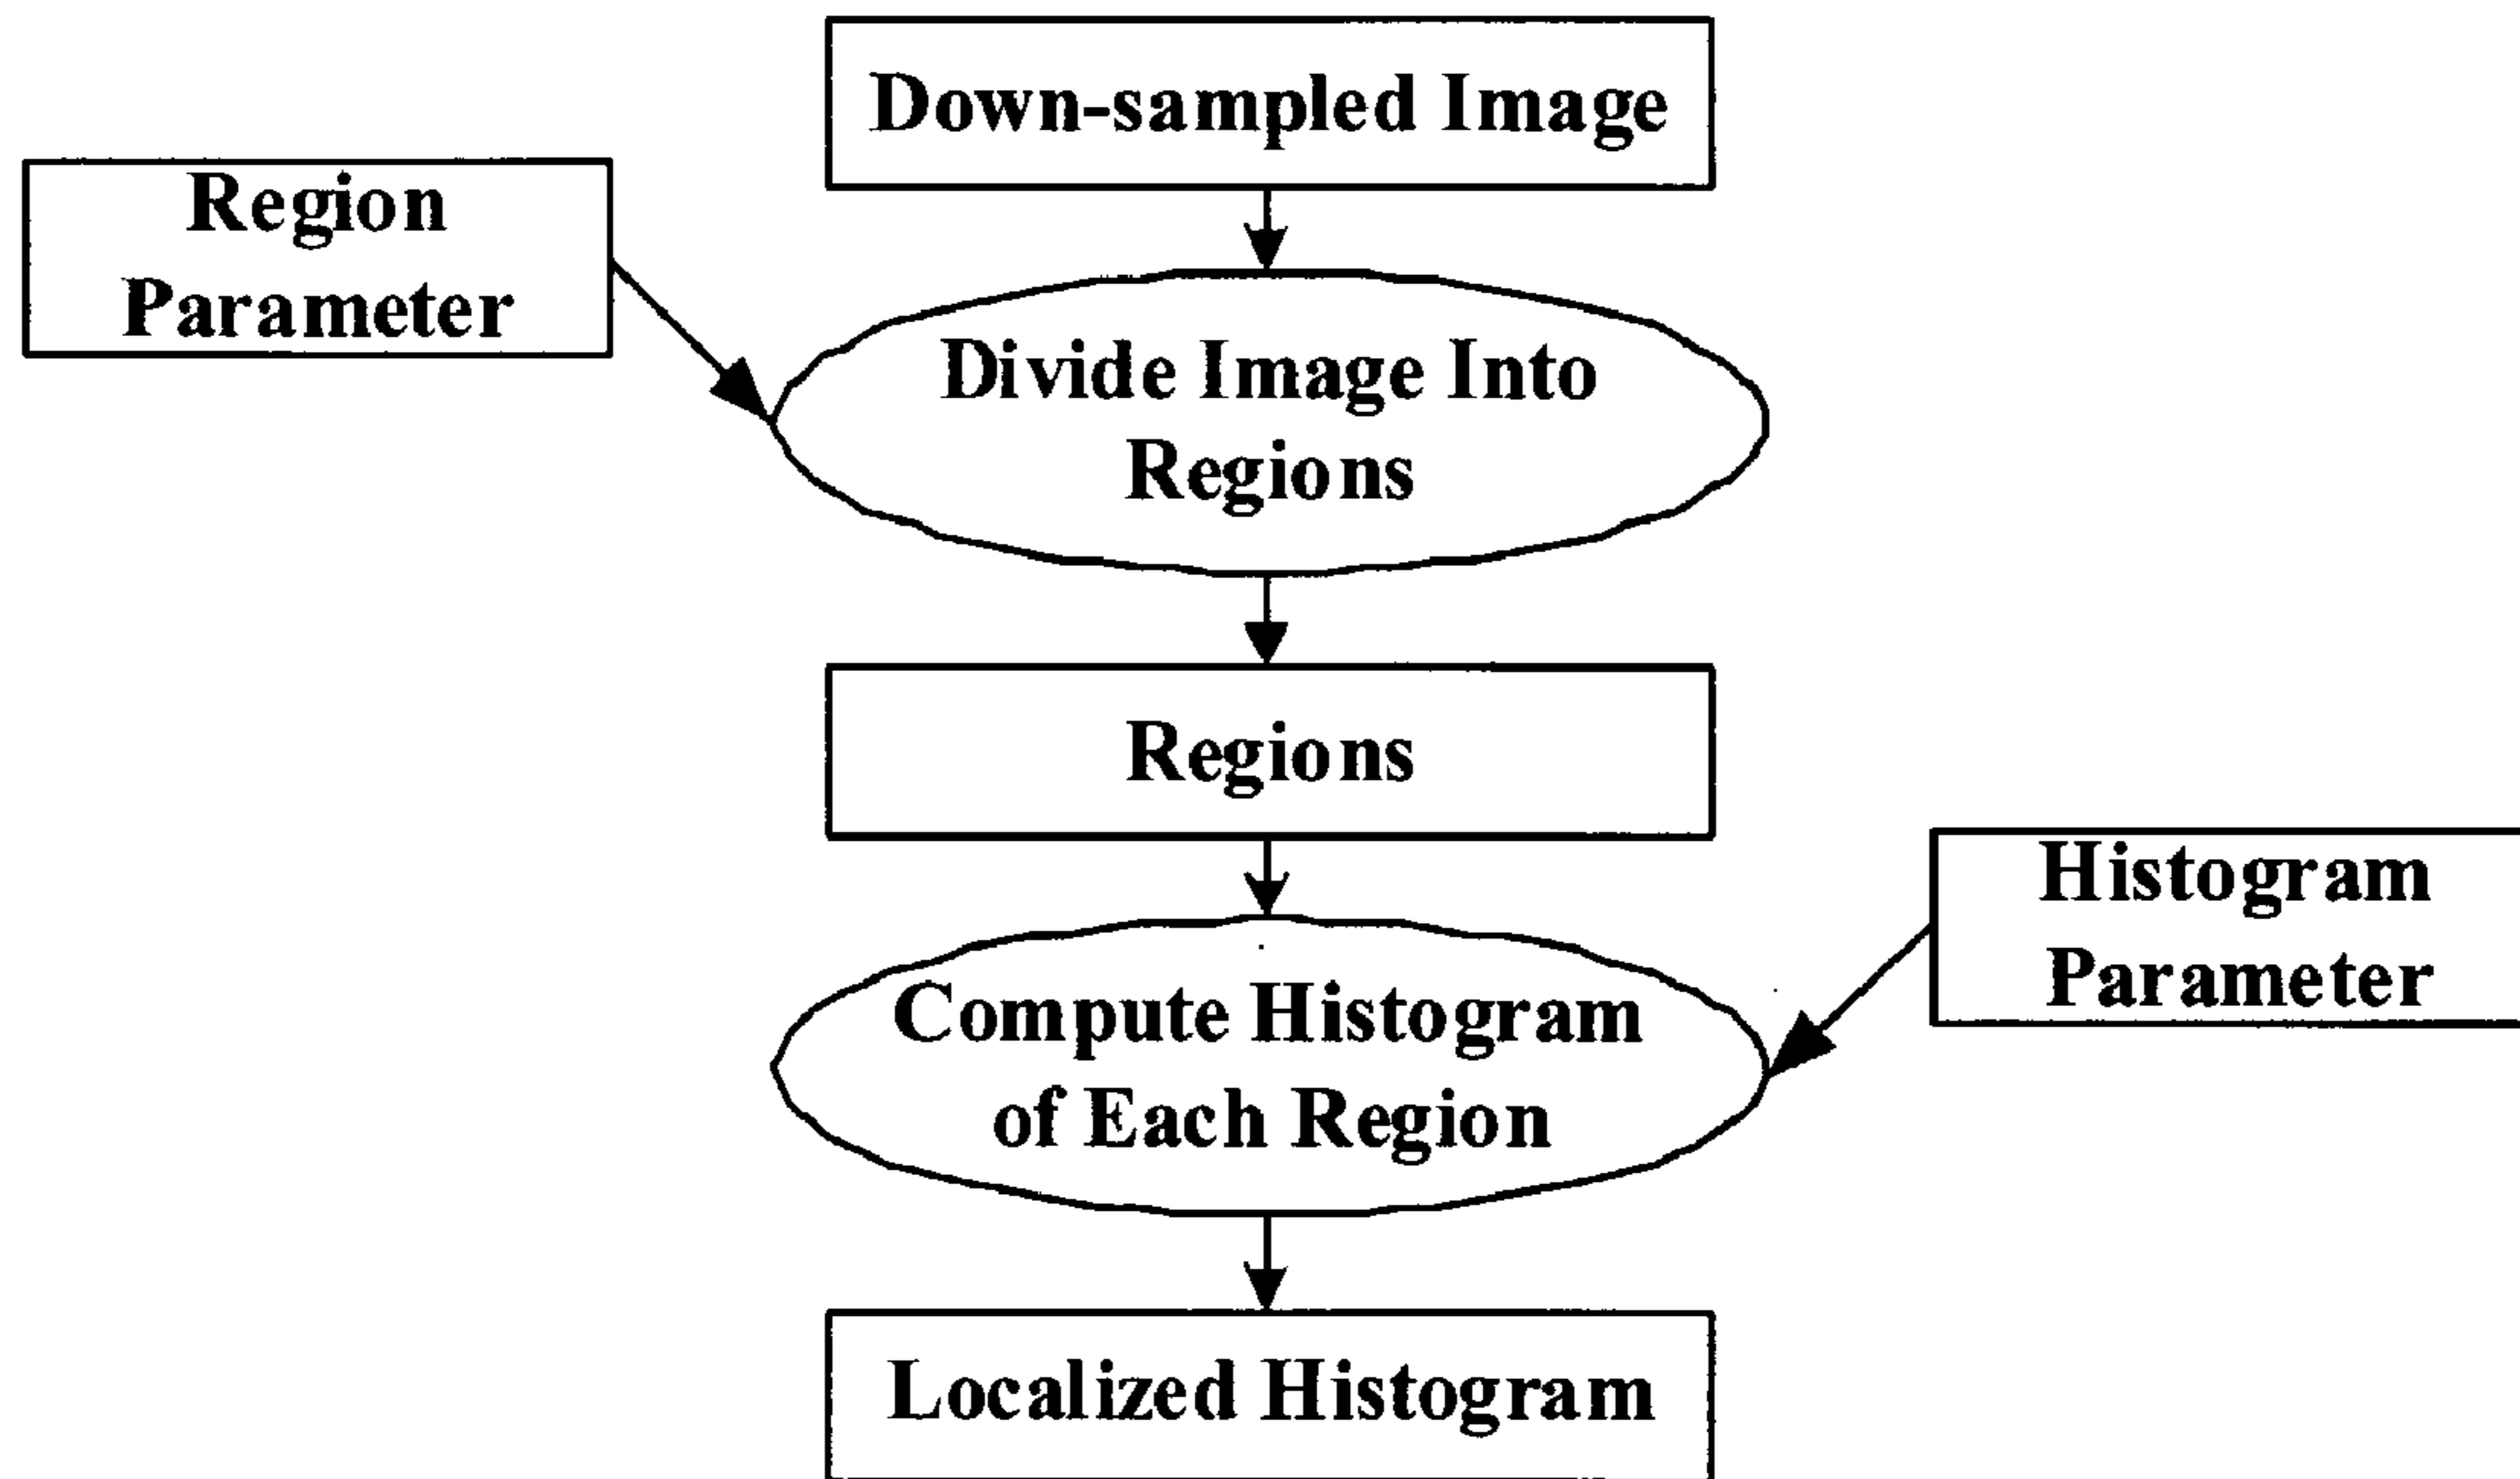 Down-sampled Image
Region
Parameter
Divide Image Into
Regions
Regions
Histogram
Parameter
Compute Histogram
of Each Region
Localized Histogram